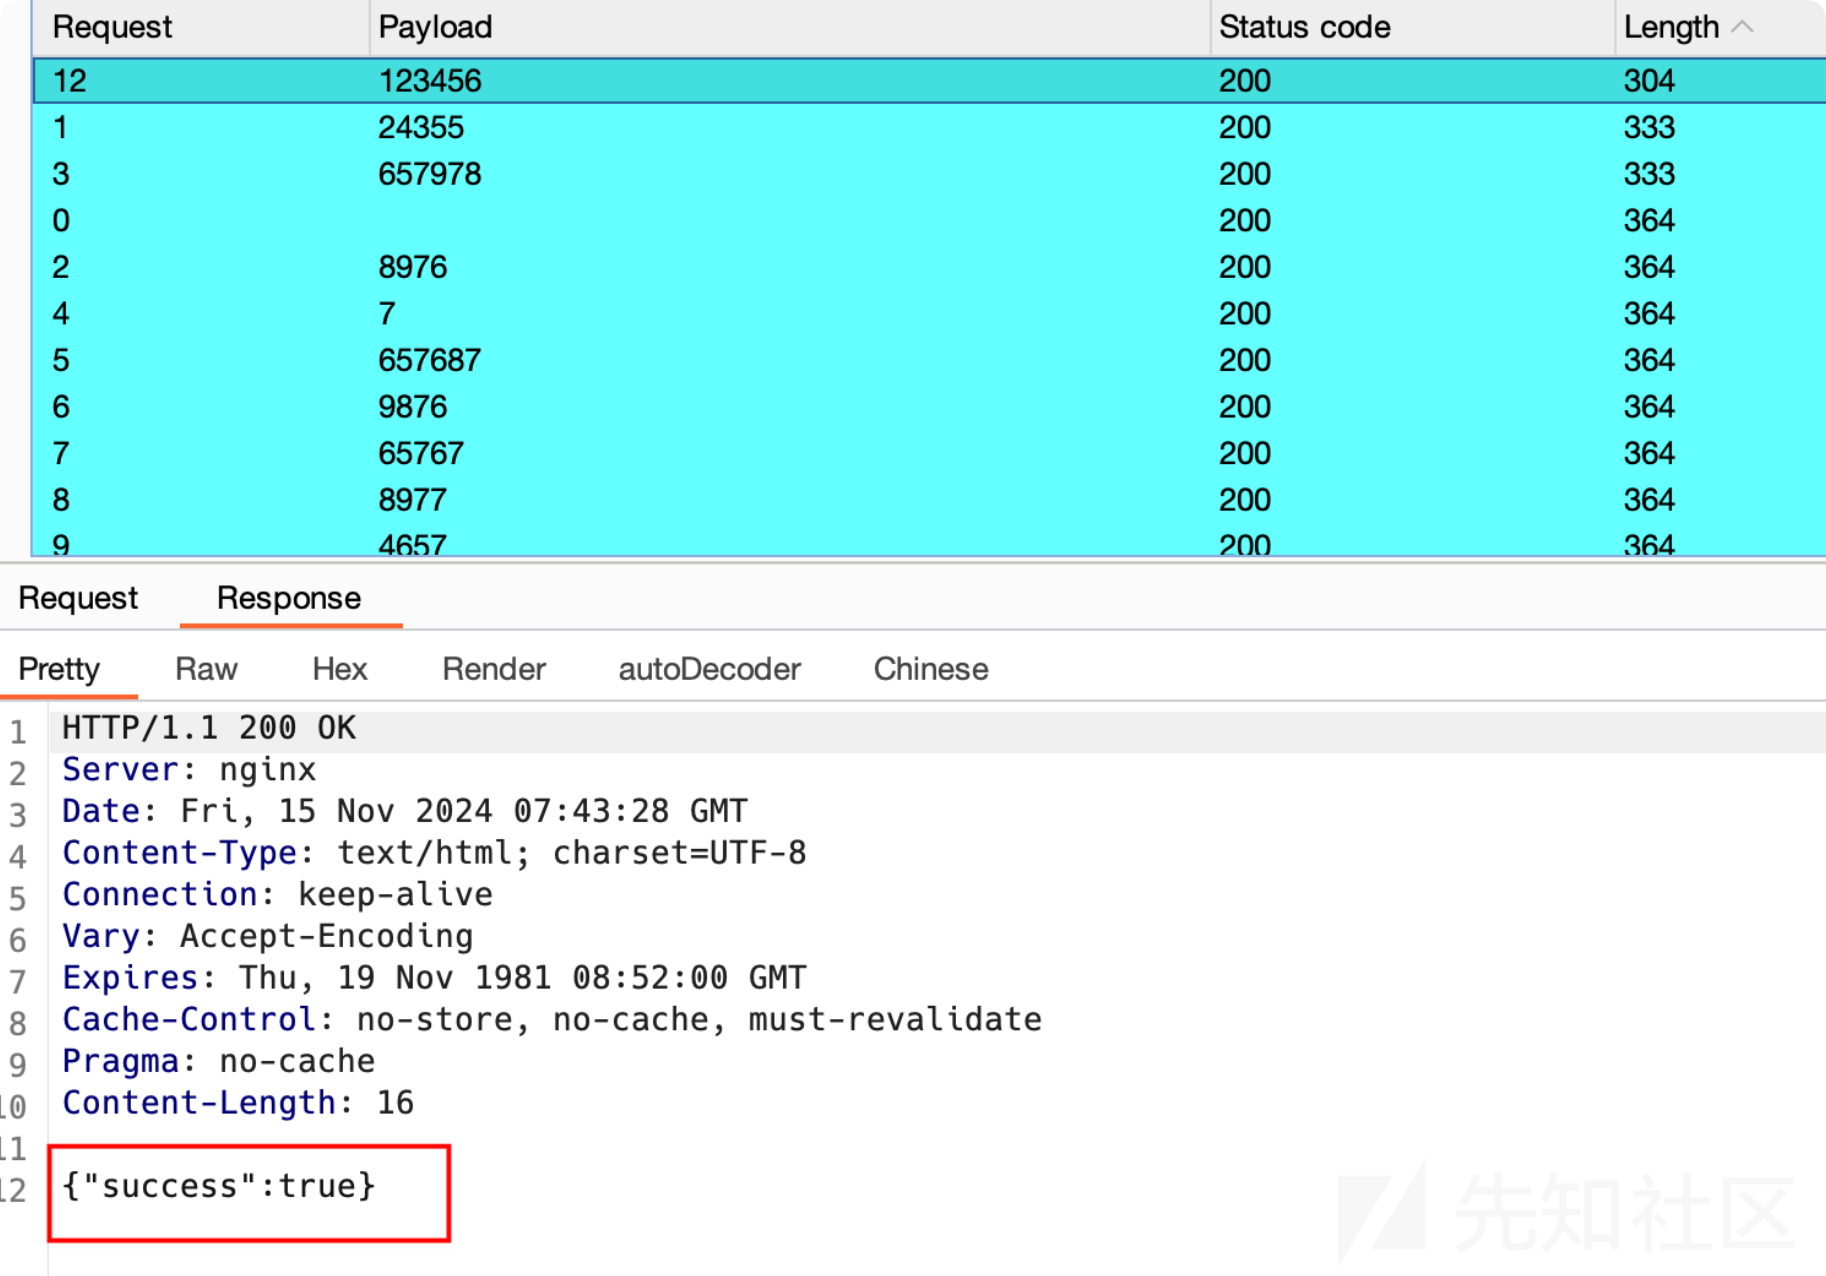 Request Payload Status code Length
12 123456 200 304
1 24355 200 333
3 657978 200 333
0 200 364
2 8976 200 364
4 7 200 364
5 657687 200 364
6 9876 200 364
7 65767 200 364
8 8977 200 364
9 4657 200 364
Request Response
Pretty Raw Hex Render autoDecoder Chinese
1 HTTP/1.1 200 OK
2 Server: nginx
3 Date: Fri, 15 Nov 2024 07:43:28 GMT
4 Content-Type: text/html; charset=UTF-8
5 Connection: keep-alive
6 Vary: Accept-Encoding
7 Expires: Thu, 19 Nov 1981 08:52:00 GMT
8 Cache-Control: no-store, no-cache, must-revalidate
9 Pragma: no-cache
10 Content-Length: 16
11
12 {"success":true}
先知社区